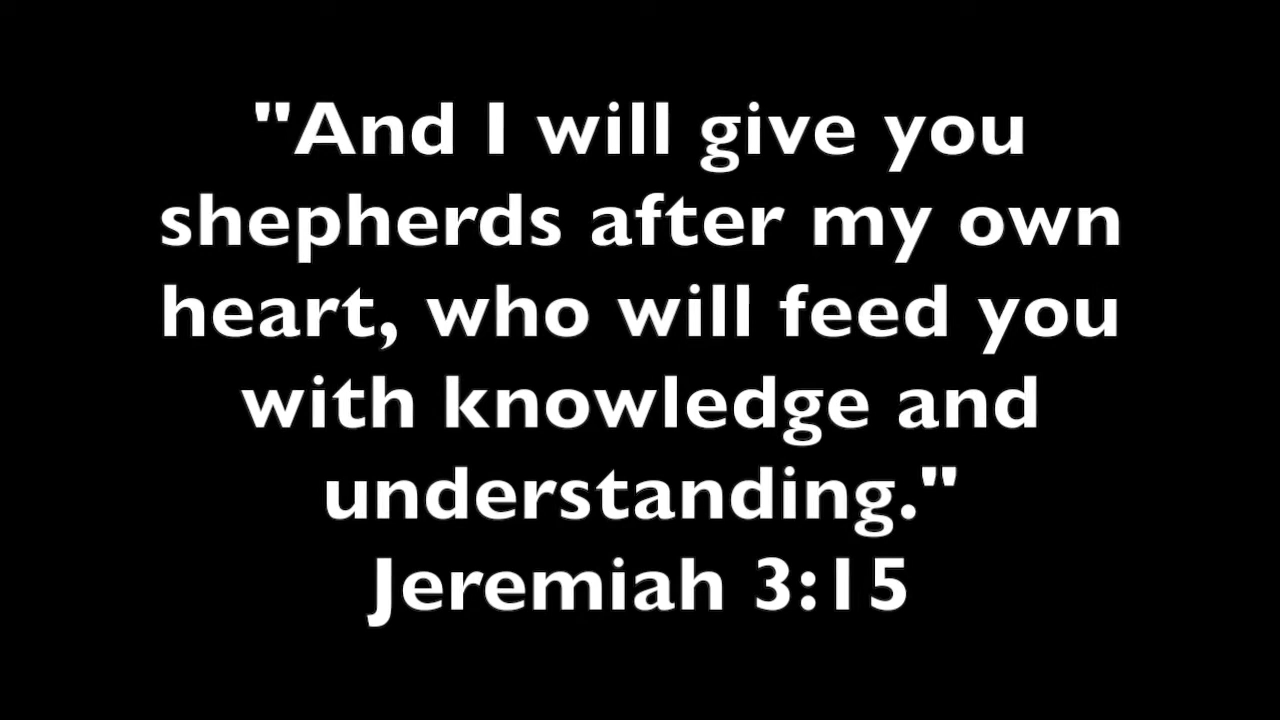 "And I will give you
shepherds after my own
heart, who will feed you
with knowledge and
understanding."
Jeremiah 3:15